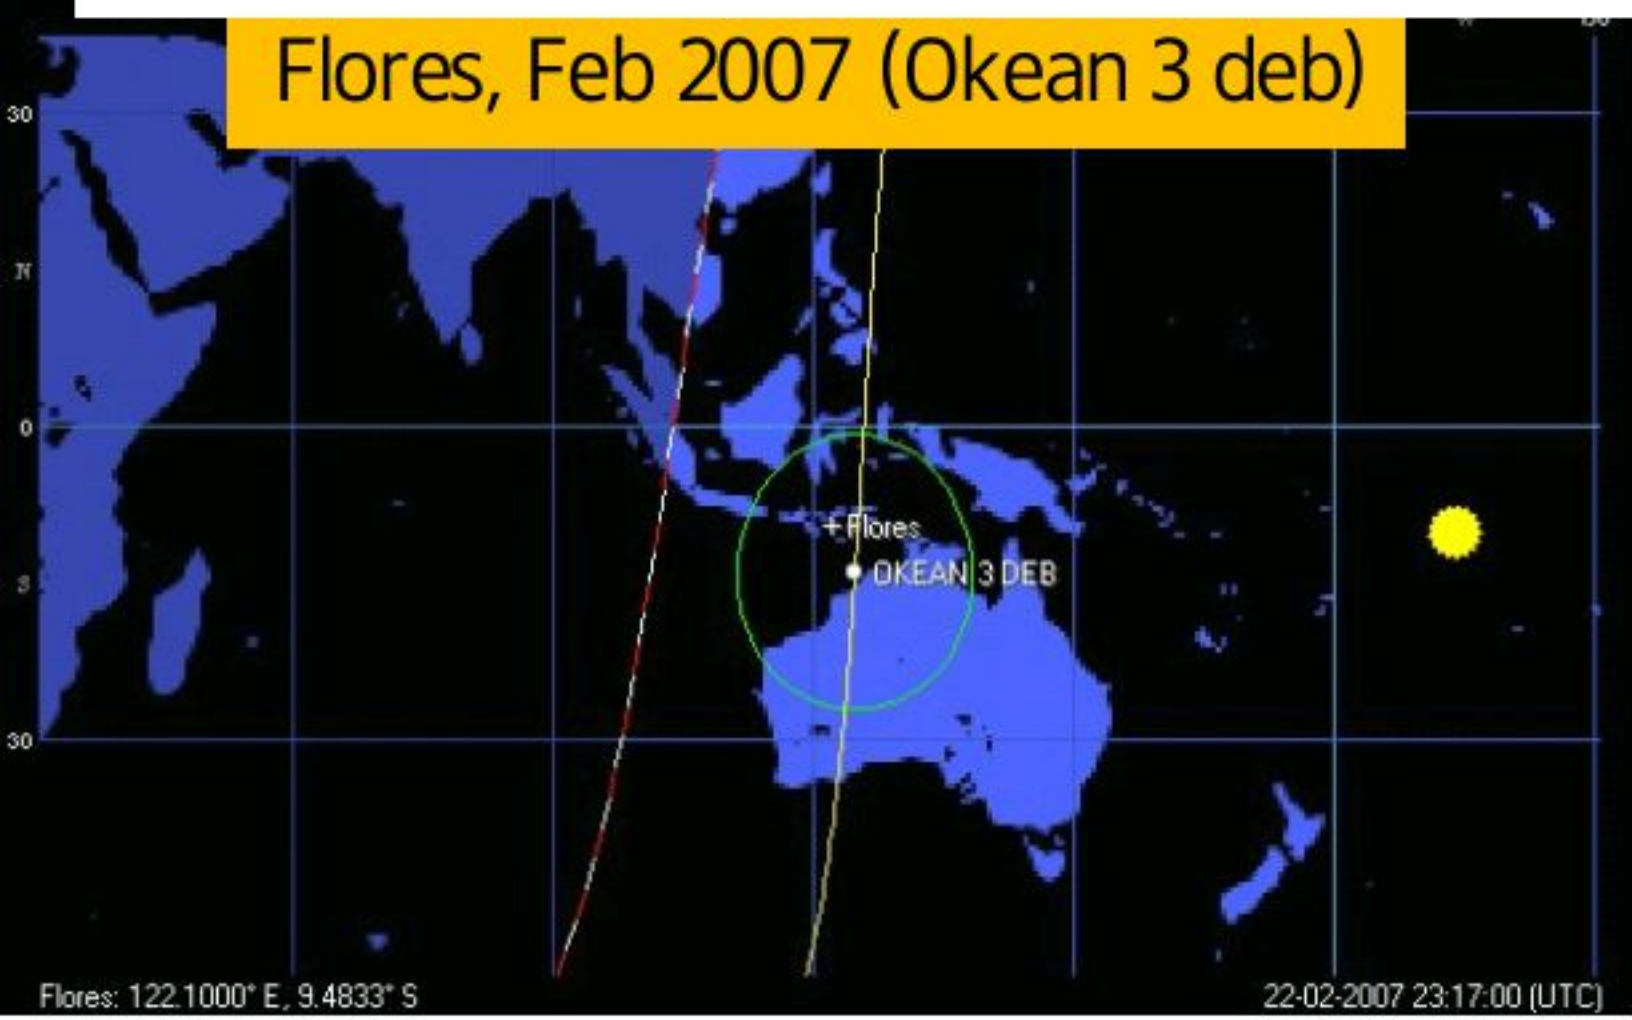 Flores, Feb 2007 (Okean 3 deb)
30
N
0
Flores
OKEAN 3 DEB
S
30
Flores: 122.1000° E, 9.4833° S
22-02-2007 23:17:00 (UTC)